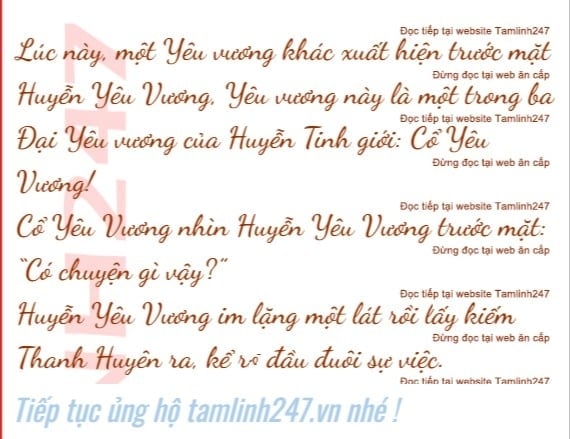 Đọc tiếp tại website Tamlinh247
Lúc này, một Yêu vương khác xuất hiện trước mặt
Đừng đọc tại web ăn cắp
Huyễn Yêu Vương, Yêu vương này là một trong ba
Đọc tiếp tại website Tamlinh247
Đại Yêu vương của Huyễn Tinh giới: Cổ Yêu
Đừng đọc tại web ăn cắp
Vương!
Đọc tiếp tại website Tamlinh247
Cổ Yêu Vương nhìn Huyễn Yêu Vương trước mặt:
Đừng đọc tại web ăn cắp
“Có chuyện gì vậy?”
Đọc tiếp tại website Tamlinh247
Huyễn Yêu Vương im lặng một lát rồi lấy kiếm
Đừng đọc tại web ăn cắp
Thanh Huyên ra, kể rõ đầu đuôi sự việc.
Đọc tiếp tại website Tamlinh247
Tiếp tục ủng hộ tamlinh247.vn nhé !
NH247